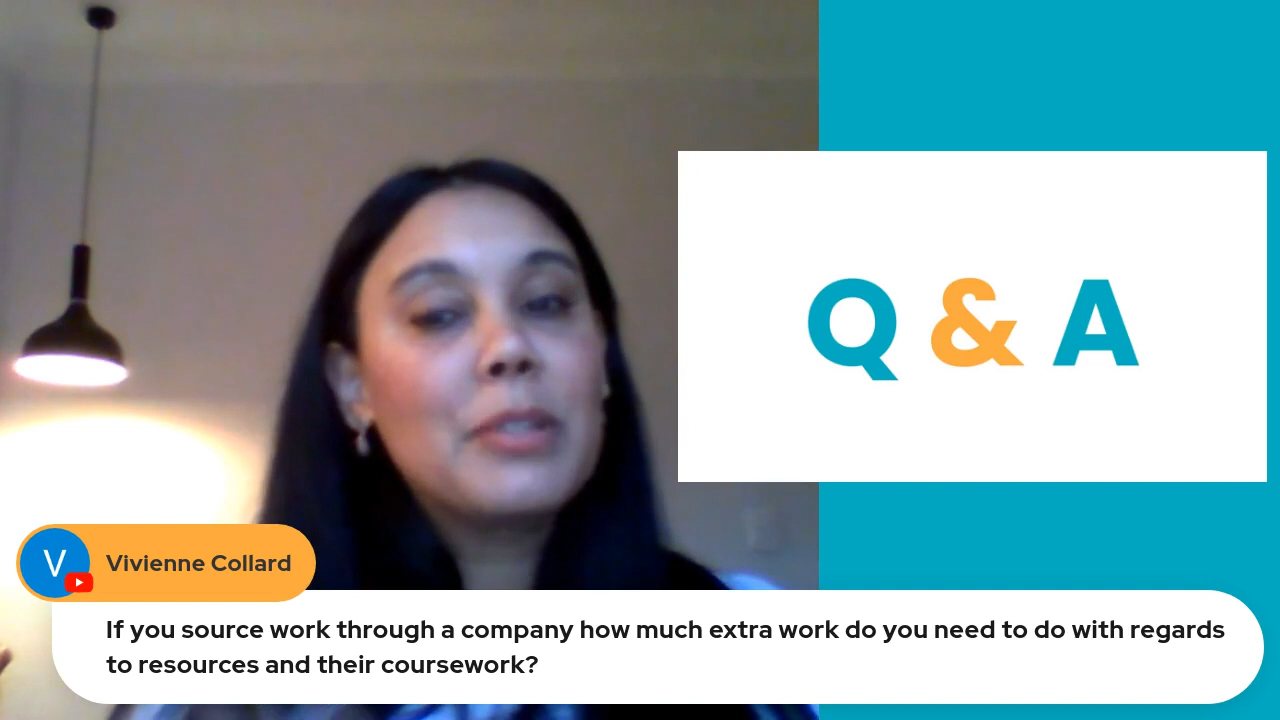 Q & A
V
Vivienne Collard
If you source work through a company how much extra work do you need to do with regards
to resources and their coursework?